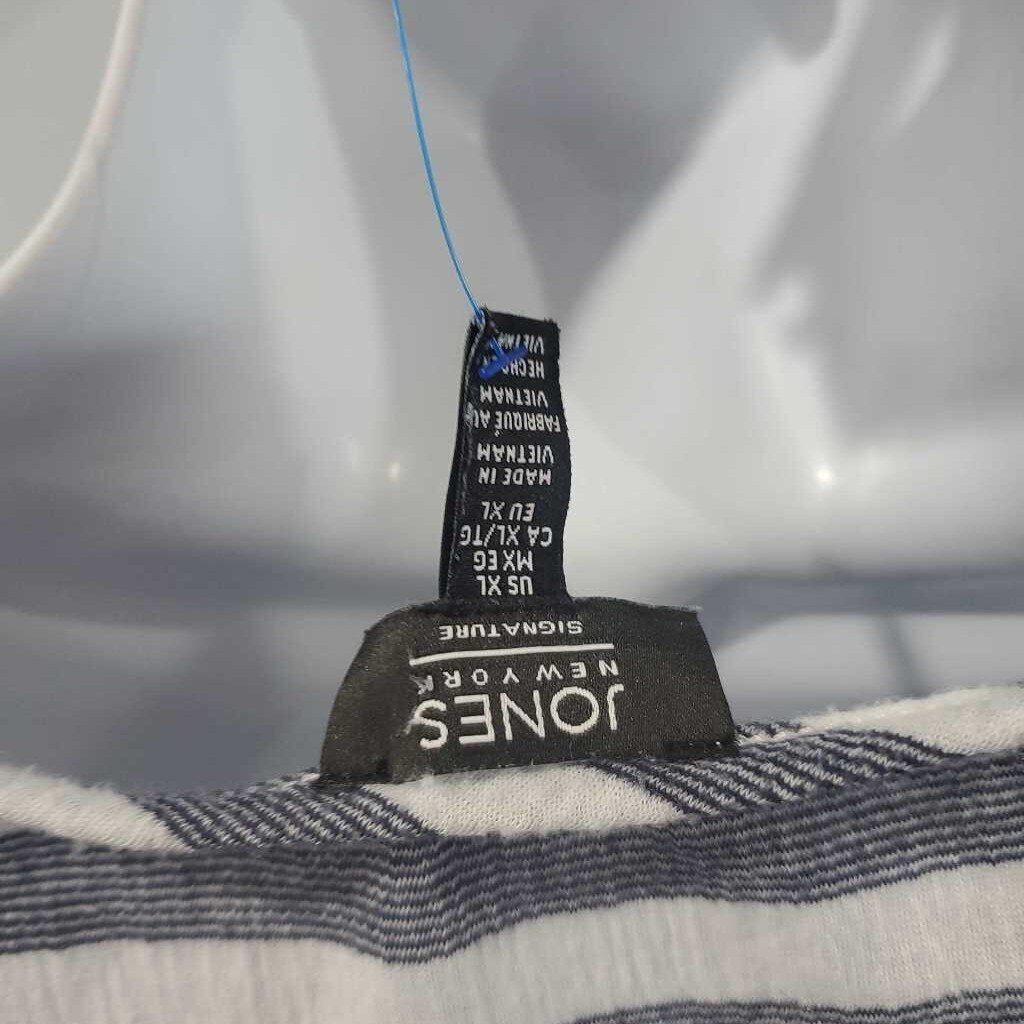 JONES
NEW YORK
SIGNATURE
US XL
MX EG
CA XL/TG
EU XL
MADE IN
VIETNAM
FABRIQUÉ AU
VIETNAM
HECHO